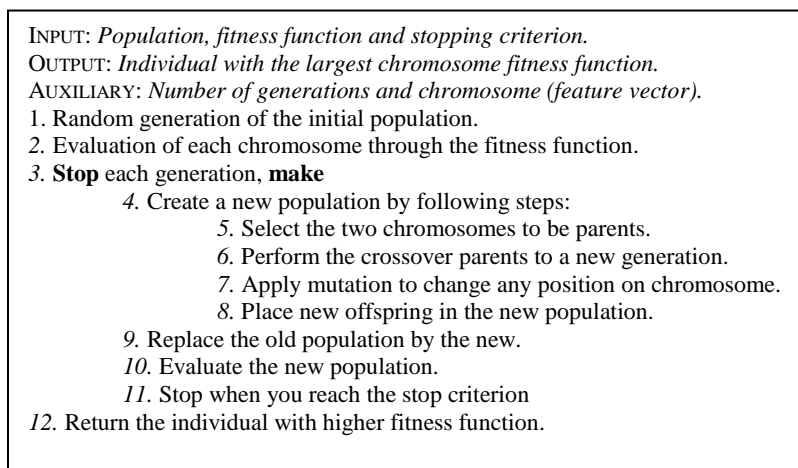 INPUT: Population, fitness function and stopping criterion.
OUTPUT: Individual with the largest chromosome fitness function.
AUXILIARY: Number of generations and chromosome (feature vector).
1. Random generation of the initial population.
2. Evaluation of each chromosome through the fitness function.
3. Stop each generation, make
4. Create a new population by following steps:
5. Select the two chromosomes to be parents.
6. Perform the crossover parents to a new generation.
7. Apply mutation to change any position on chromosome.
8. Place new offspring in the new population.
9. Replace the old population by the new.
10. Evaluate the new population.
11. Stop when you reach the stop criterion
12. Return the individual with higher fitness function.